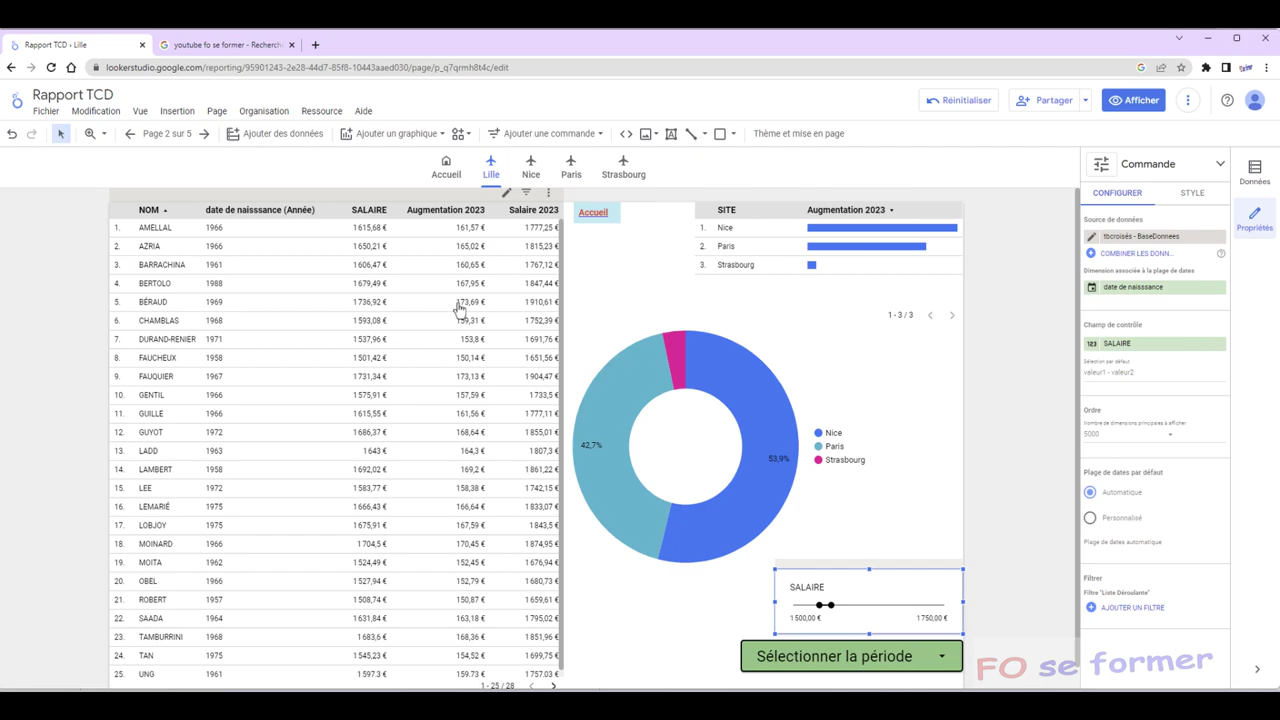 Rapport TCD › Lille
youtube fo se former - Recherch
lookerstudio.google.com/reporting/95901243-2e28-44d7-85f8-10443aaed030/page/p_q7qrmh8t4c/edit
Rapport TCD
Fichier Modification Vue Insertion Page Organisation Ressource Aide
Réinitialiser Partager Afficher
Page 2 sur 5 Ajouter des données Ajouter un graphique Ajouter une commande Thème et mise en page
Accueil Lille Nice Paris Strasbourg
NOM date de naisssance (Année) SALAIRE Augmentation 2023 Salaire 2023
1. AMELLAL 1966 1 615,68 € 161,57 € 1 777,25 €
2. AZRIA 1966 1 650,21 € 165,02 € 1 815,23 €
3. BARRACHINA 1961 1 606,47 € 160,65 € 1 767,12 €
4. BERTOLO 1988 1 679,49 € 167,95 € 1 847,44 €
5. BÉRAUD 1969 1 736,92 € 173,69 € 1 910,61 €
6. CHAMBLAS 1968 1 593,08 € 159,31 € 1 752,39 €
7. DURAND-RENIER 1971 1 537,96 € 153,8 € 1 691,76 €
8. FAUCHEUX 1958 1 501,42 € 150,14 € 1 651,56 €
9. FAUQUIER 1967 1 731,34 € 173,13 € 1 904,47 €
10. GENTIL 1966 1 575,91 € 157,59 € 1 733,5 €
11. GUILLE 1966 1 615,55 € 161,56 € 1 777,11 €
12. GUYOT 1972 1 686,37 € 168,64 € 1 855,01 €
13. LADD 1963 1 643 € 164,3 € 1 807,3 €
14. LAMBERT 1958 1 692,02 € 169,2 € 1 861,22 €
15. LEE 1972 1 583,77 € 158,38 € 1 742,15 €
16. LEMARIÉ 1975 1 666,43 € 166,64 € 1 833,07 €
17. LOBJOY 1975 1 675,91 € 167,59 € 1 843,5 €
18. MOINARD 1970 1 704,5 € 170,45 € 1 874,95 €
19. MOITA 1962 1 524,49 € 152,45 € 1 676,94 €
20. OBEL 1966 1 527,94 € 152,79 € 1 680,73 €
21. ROBERT 1957 1 508,74 € 150,87 € 1 659,61 €
22. SAADA 1964 1 631,84 € 163,18 € 1 795,02 €
23. TAMBURRINI 1968 1 683,6 € 168,36 € 1 851,96 €
24. TAN 1975 1 545,23 € 154,52 € 1 699,75 €
25. UNG 1961 1 597,3 € 159,73 € 1 757,03 €
1 - 25 / 28
Accueil
SITE Augmentation 2023
1. Nice
2. Paris
3. Strasbourg
1 - 3 / 3
42,7%
53,9%
Nice
Paris
Strasbourg
SALAIRE
1 500,00 € 1 750,00 €
Sélectionner la période
FO se former
Commande
CONFIGURER STYLE
Source de données
tbcroisés - BaseDonnees
COMBINER LES DONN...
Dimension associée à la plage de dates
date de naisssance
Champ de contrôle
123 SALAIRE
Sélection par défaut
valeur1 - valeur2
Ordre
Nombre de dimensions principales à afficher
5000
Plage de dates par défaut
Automatique
Personnalisé
Plage de dates automatique
Filtrer
Filtre "Liste Déroulante"
AJOUTER UN FILTRE
Données
Propriétés